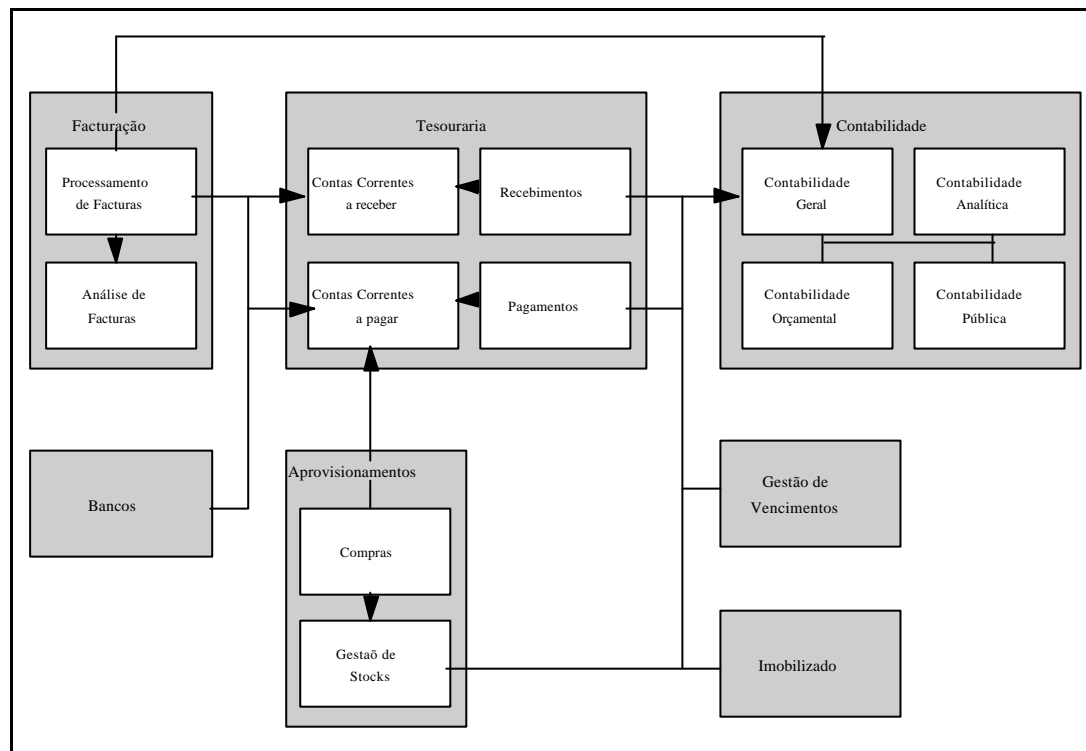 Facturação
Processamento
de Facturas
Análise de
Facturas
Tesouraria
Contas Correntes
a receber
Recebimentos
Contas Correntes
a pagar
Pagamentos
Contabilidade
Contabilidade
Geral
Contabilidade
Analítica
Contabilidade
Orçamental
Contabilidade
Pública
Bancos
Aprovisionamentos
Compras
Gestaõ de
Stocks
Gestão de
Vencimentos
Imobilizado